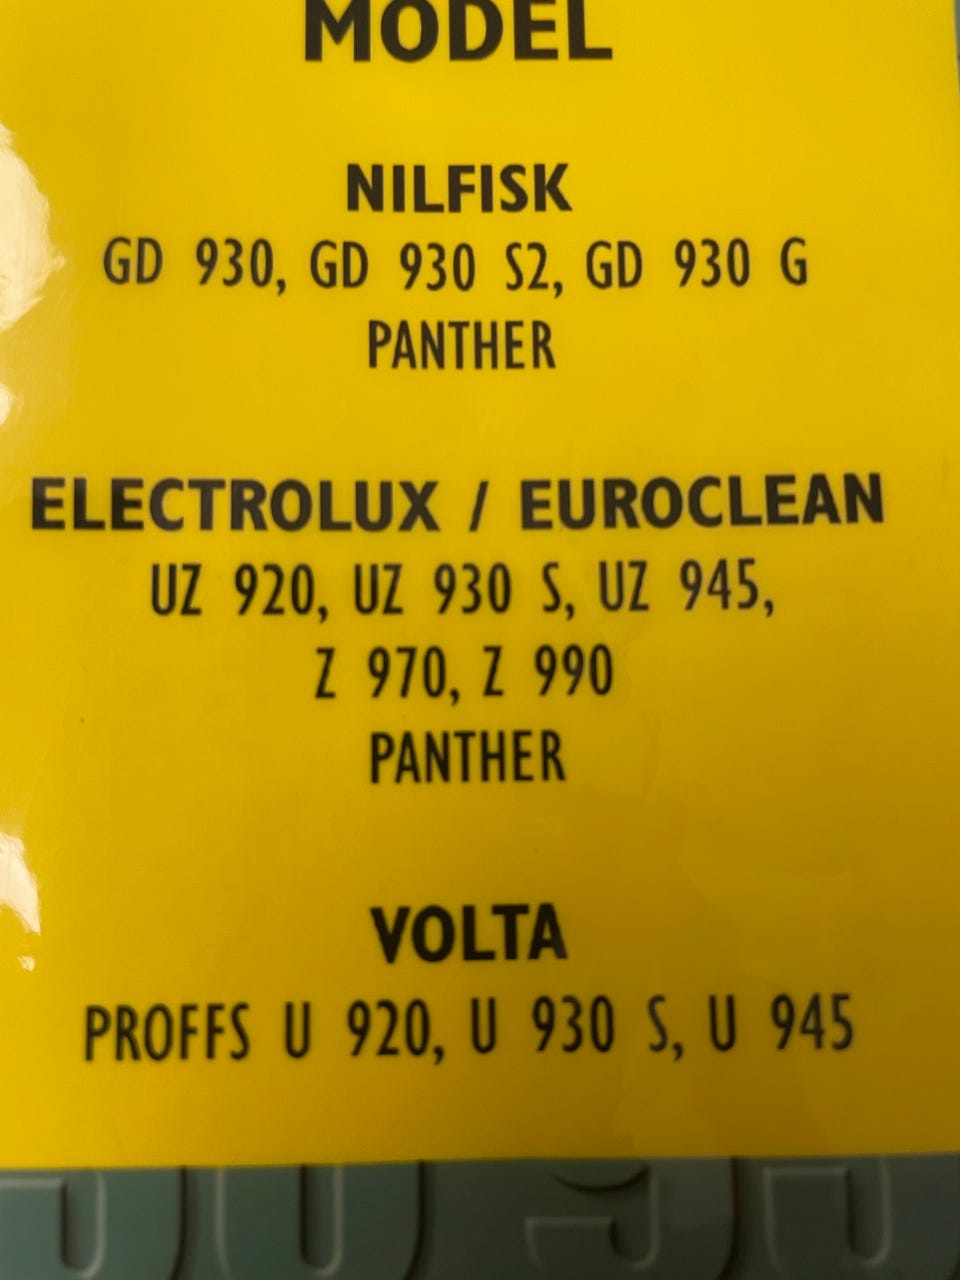 MODEL
NILFISK
GD 930, GD 930 S2, GD 930 G
PANTHER
ELECTROLUX / EUROCLEAN
UZ 920, UZ 930 S, UZ 945,
Z 970, Z 990
PANTHER
VOLTA
PROFFS U 920, U 930 S, U 945